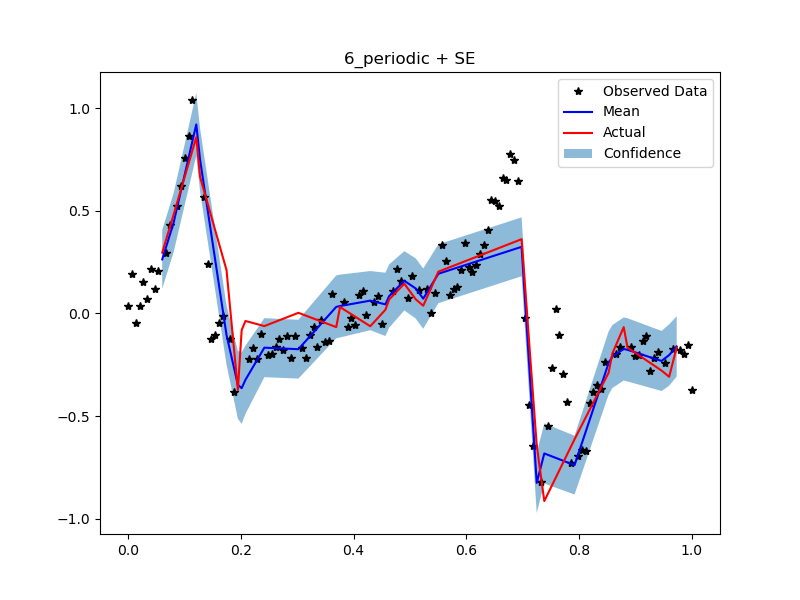 6_periodic + SE
Observed Data
Mean
Actual
Confidence
1.0
0.5
0.0
−0.5
−1.0
0.0 0.2 0.4 0.6 0.8 1.0